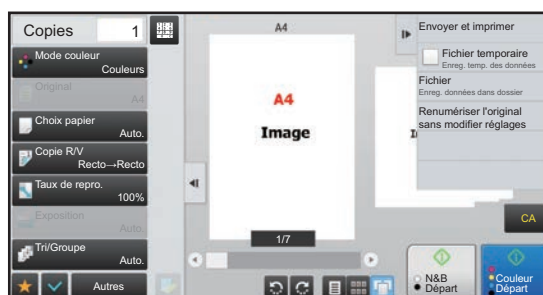 Copies 1
Mode couleur
Couleurs
Original
A4
Choix papier
Auto.
Copie R/V
Recto→Recto
Taux de repro.
100%
Exposition
Auto.
Tri/Groupe
Auto.
Autres
A4
A4
Image
1/7
Envoyer et imprimer
Fichier temporaire
Enreg. temp. des données
Fichier
Enreg. données dans dossier
Renumériser l'original
sans modifier réglages
CA
N&B
Départ
Couleur
Départ